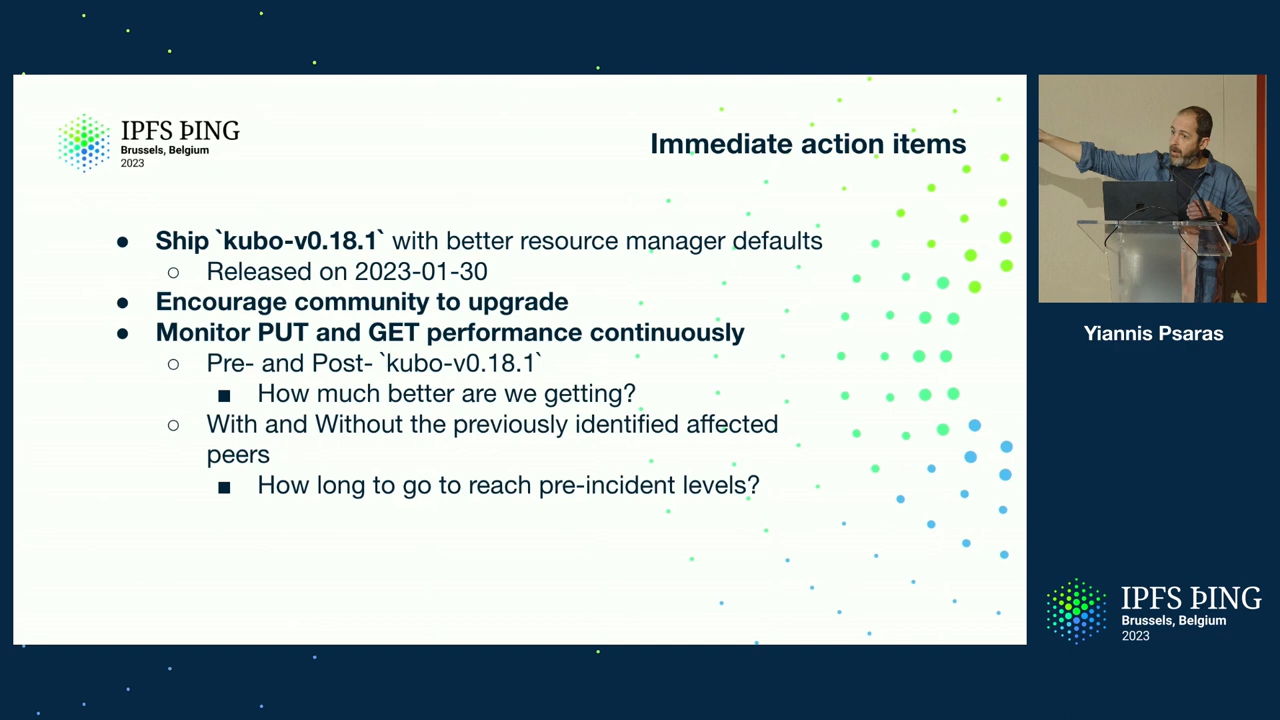 IPFS ÞING
Brussels, Belgium
2023
Immediate action items
● Ship `kubo-v0.18.1` with better resource manager defaults
○ Released on 2023-01-30
● Encourage community to upgrade
● Monitor PUT and GET performance continuously
○ Pre- and Post- `kubo-v0.18.1`
■ How much better are we getting?
○ With and Without the previously identified affected
peers
■ How long to go to reach pre-incident levels?
Yiannis Psaras
IPFS ÞING
Brussels, Belgium
2023